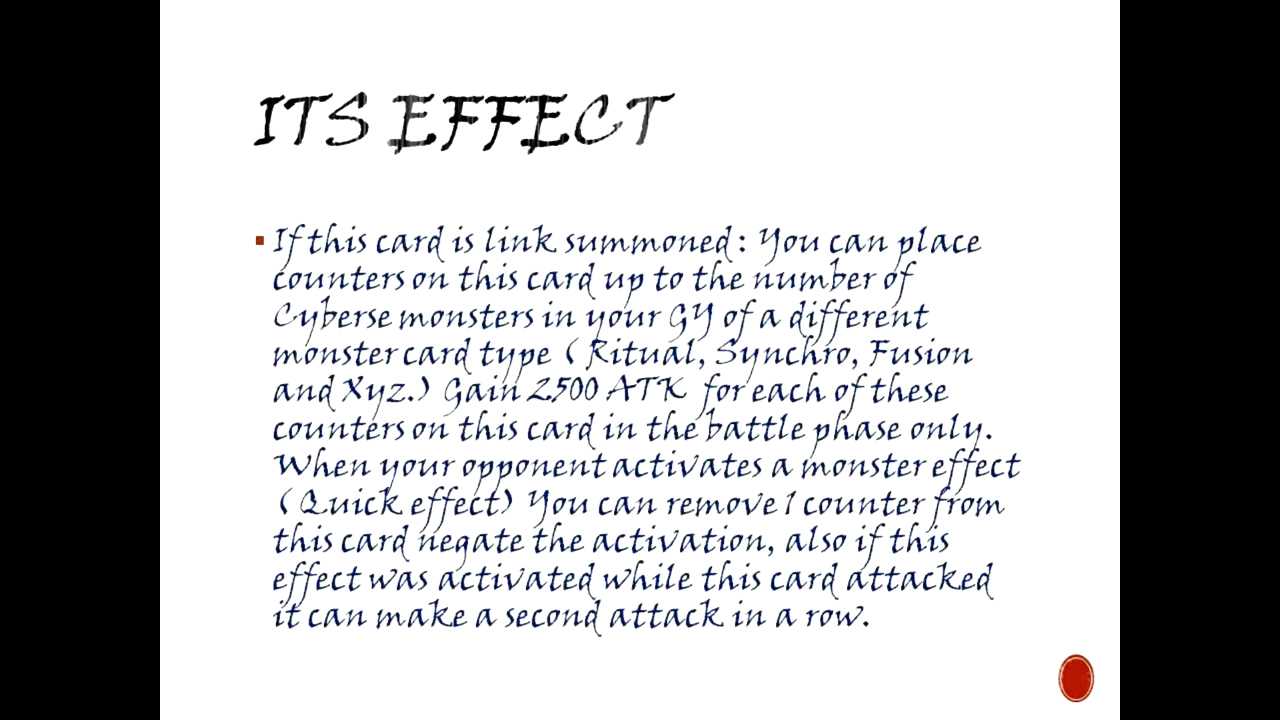 ITS EFFECT
If this card is link summoned: You can place
counters on this card up to the number of
Cyberse monsters in your GY of a different
monster card type (Ritual, Synchro, Fusion
and Xyz.) Gain 2500 ATK for each of these
counters on this card in the battle phase only.
When your opponent activates a monster effect
(Quick effect) You can remove 1 counter from
this card negate the activation, also if this
effect was activated while this card attacked
it can make a second attack in a row.